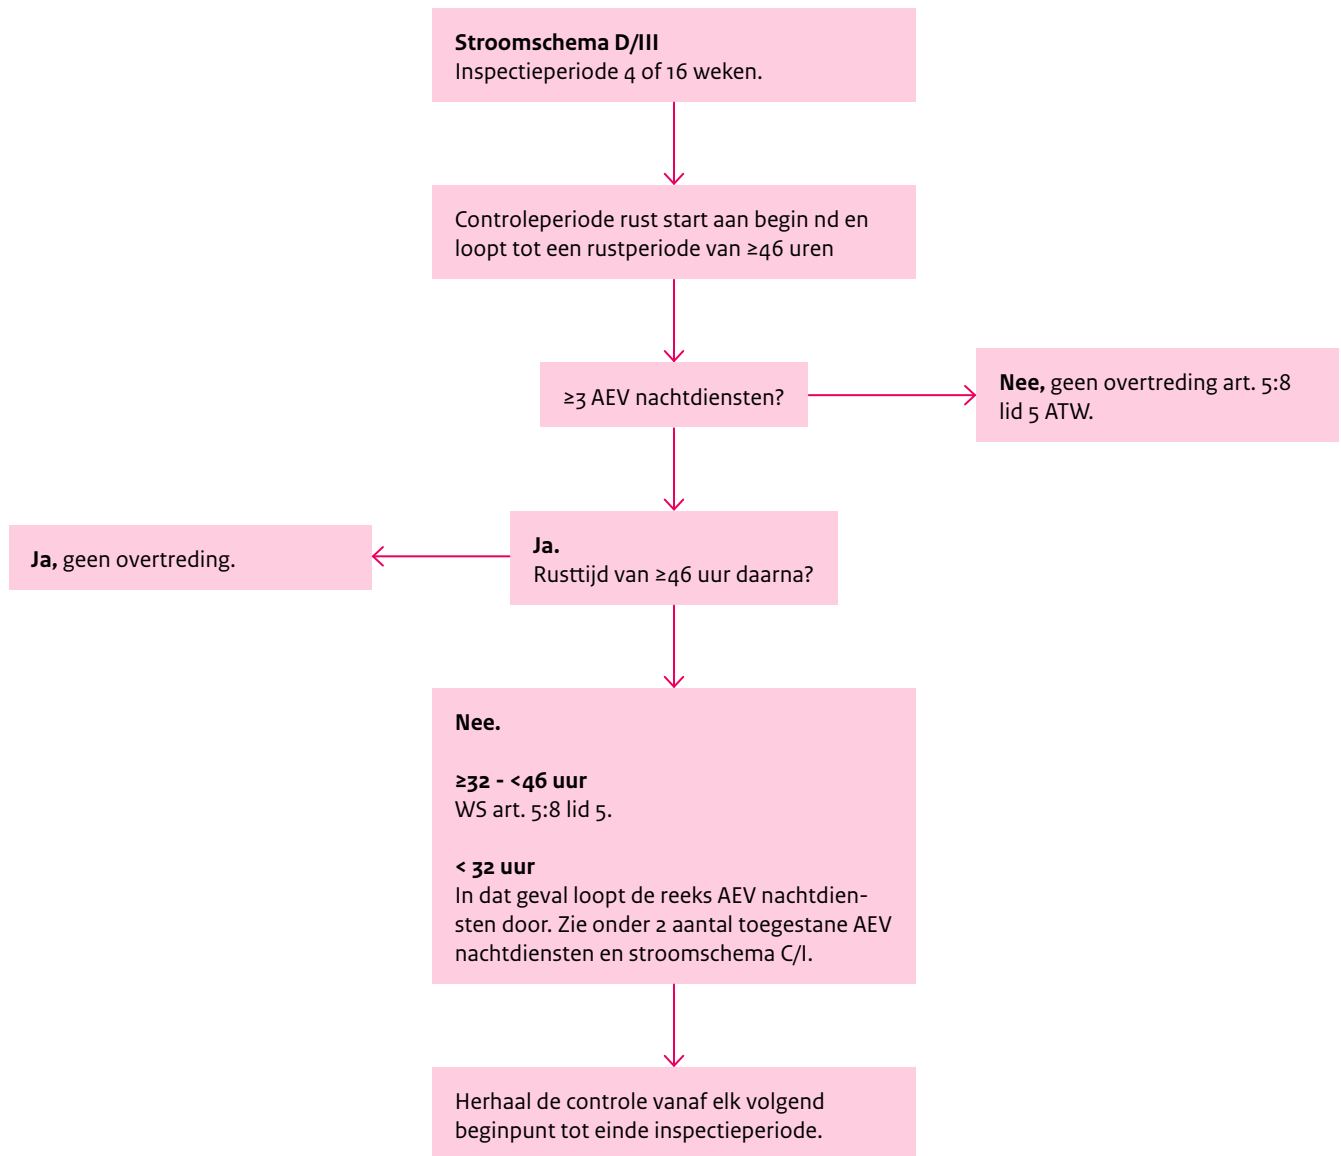 Stroomschema D/III
Inspectieperiode 4 of 16 weken.
Controleperiode rust start aan begin nd en
loopt tot een rustperiode van ≥46 uren
≥3 AEV nachtdiensten?
Nee, geen overtreding art. 5:8
lid 5 ATW.
Ja.
Rusttijd van ≥46 uur daarna?
Ja, geen overtreding.
Nee.
≥32 - <46 uur
WS art. 5:8 lid 5.
< 32 uur
In dat geval loopt de reeks AEV nachtdien-
sten door. Zie onder 2 aantal toegestane AEV
nachtdiensten en stroomschema C/I.
Herhaal de controle vanaf elk volgend
beginpunt tot einde inspectieperiode.